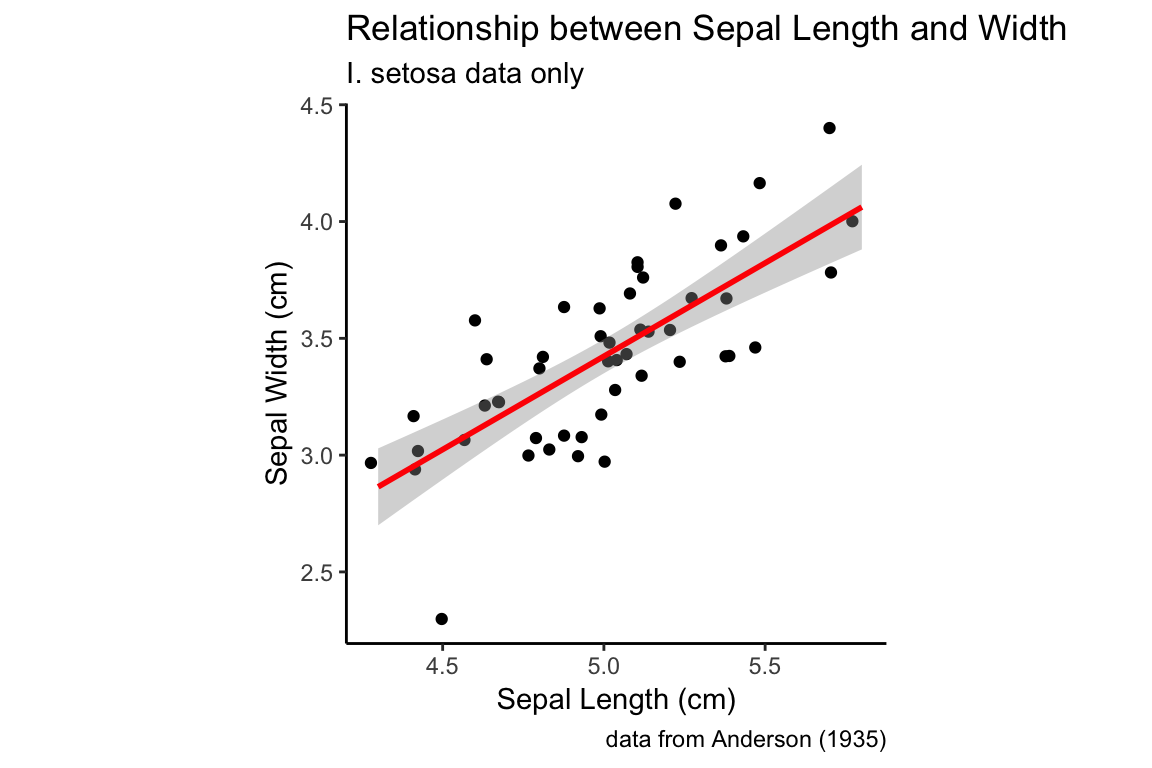 Relationship between Sepal Length and Width
I. setosa data only
4.5
4.0
3.5
3.0
2.5
Sepal Width (cm)
4.5 5.0 5.5
Sepal Length (cm)
data from Anderson (1935)